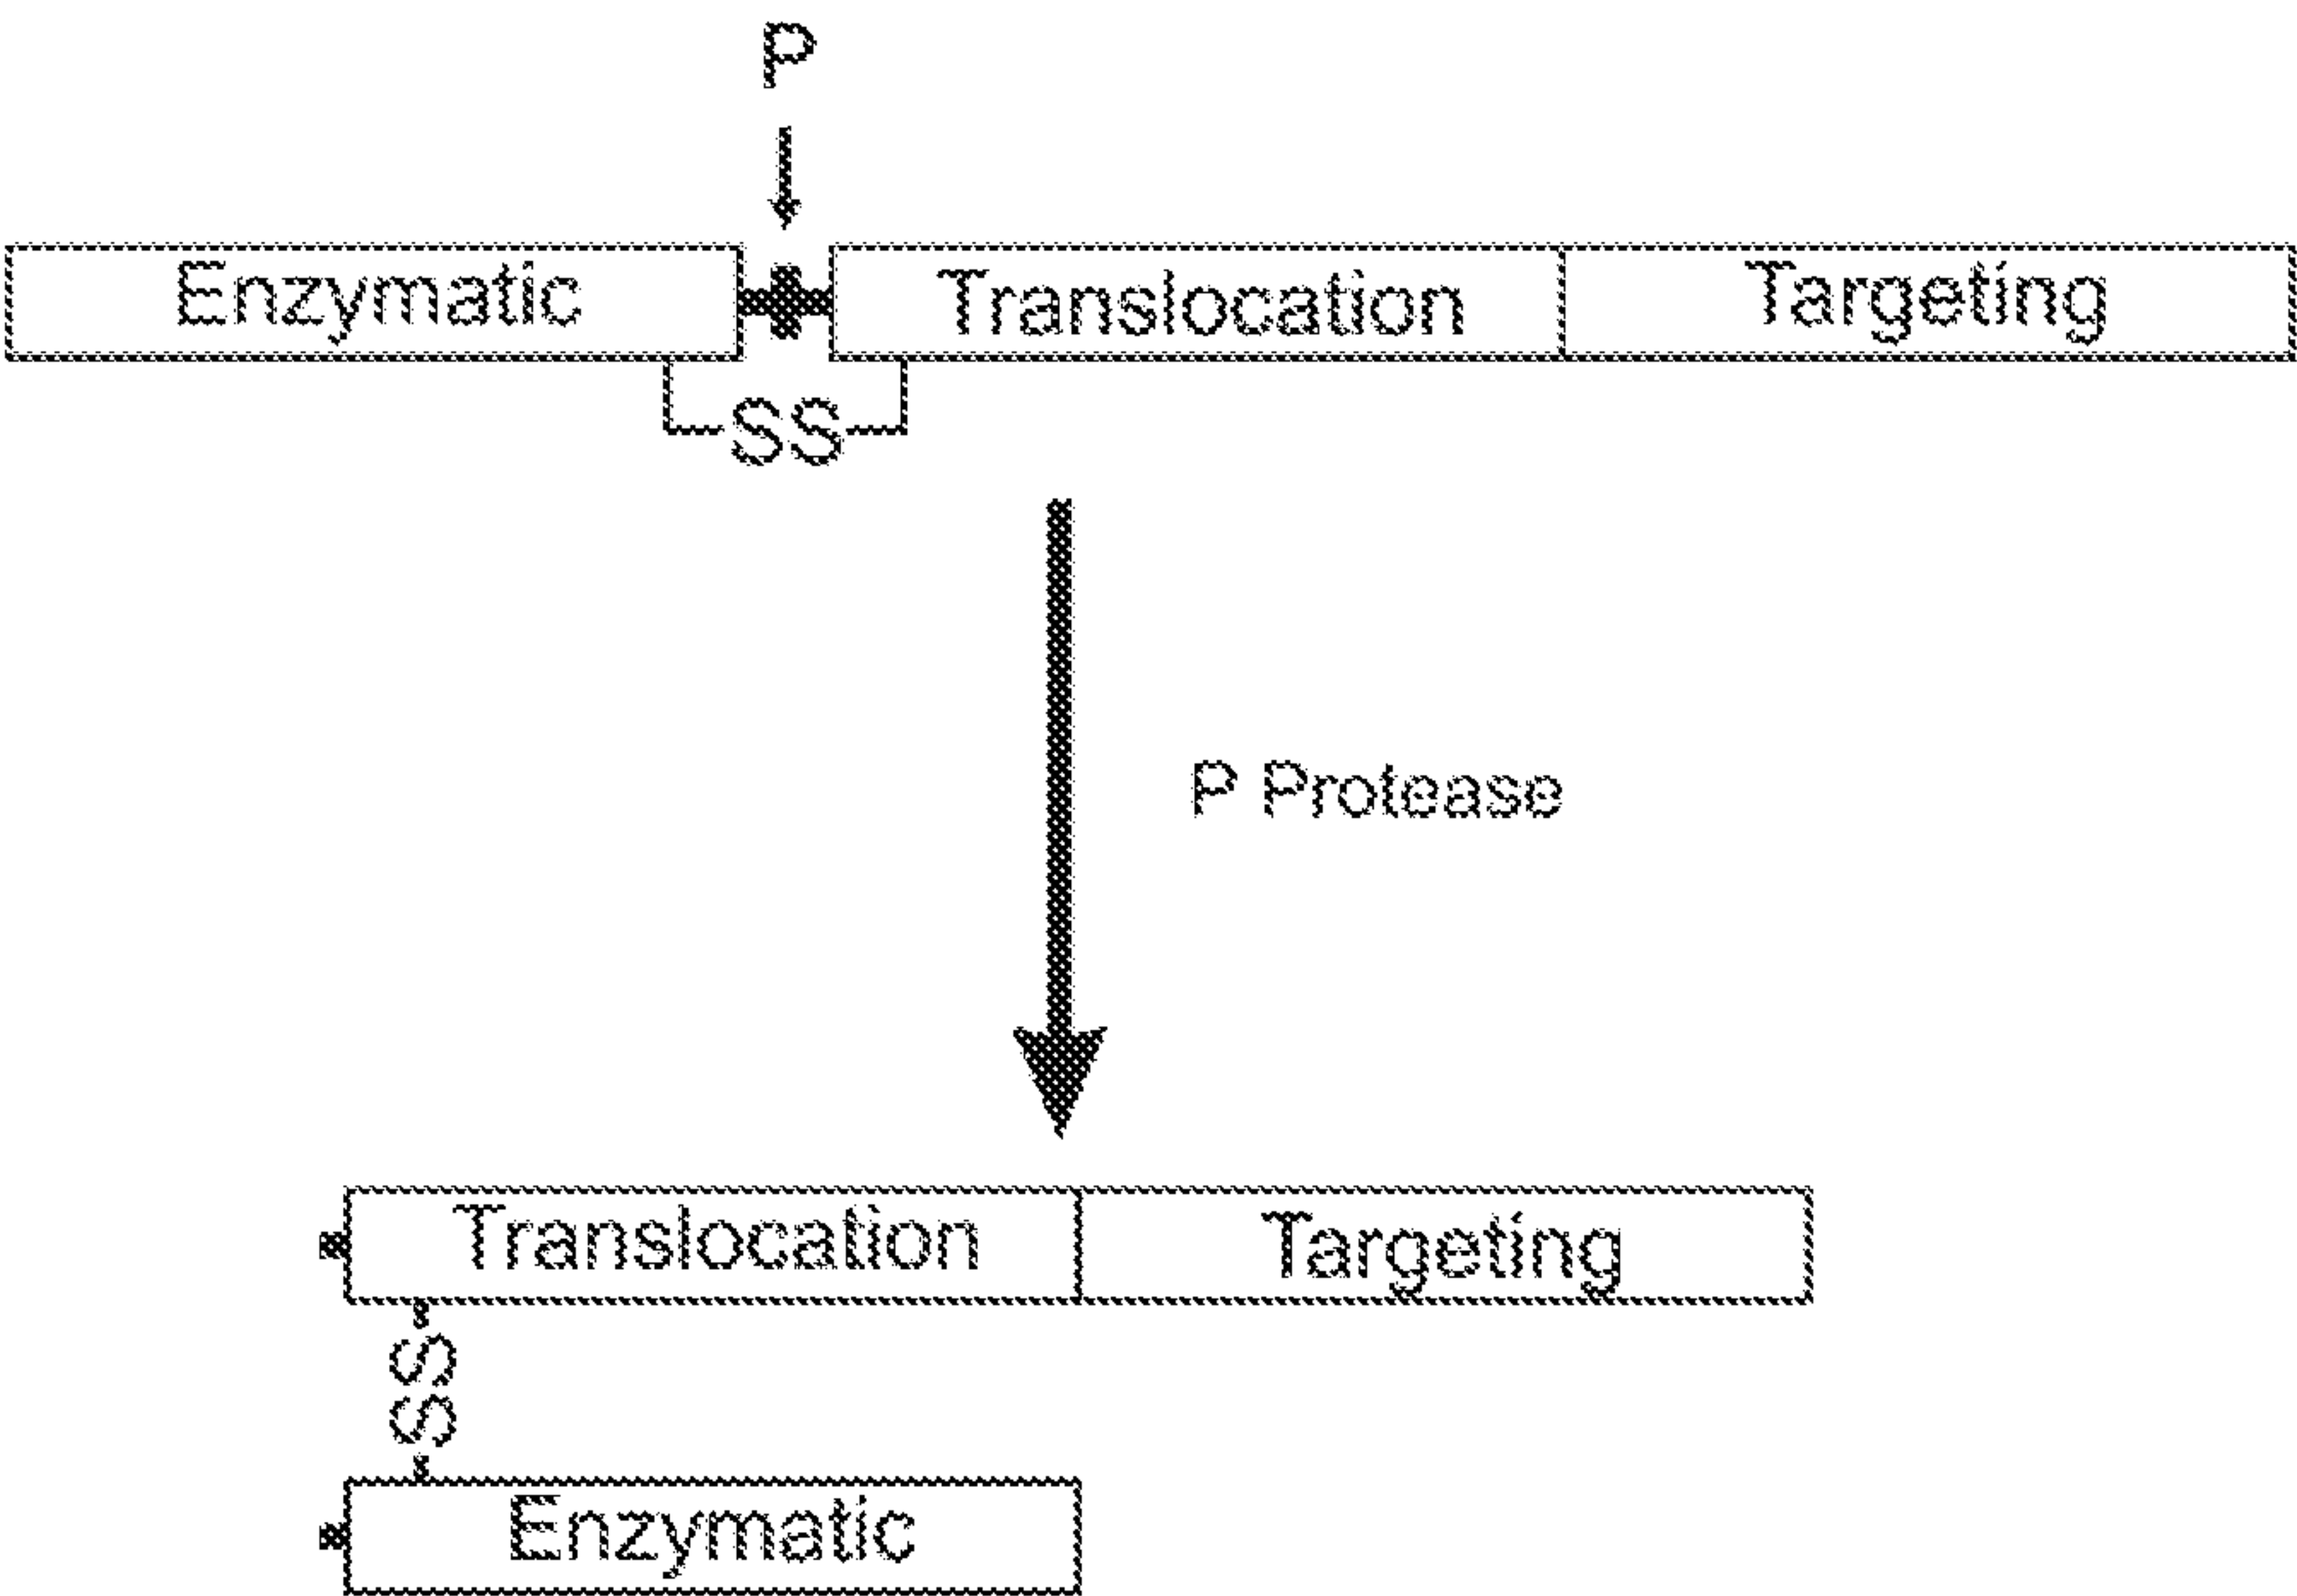 P
Enzymatic Translocation Targeting
SS
P Protease
Translocation Targeting
SS
Enzymatic